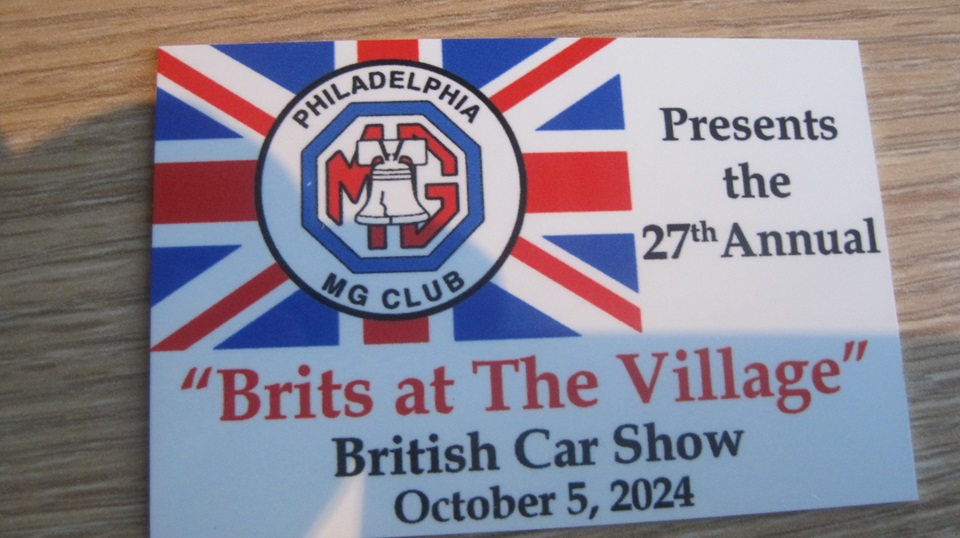 PHILADELPHIA
MG
MG CLUB
Presents
the
27th Annual
"Brits at The Village"
British Car Show
October 5, 2024